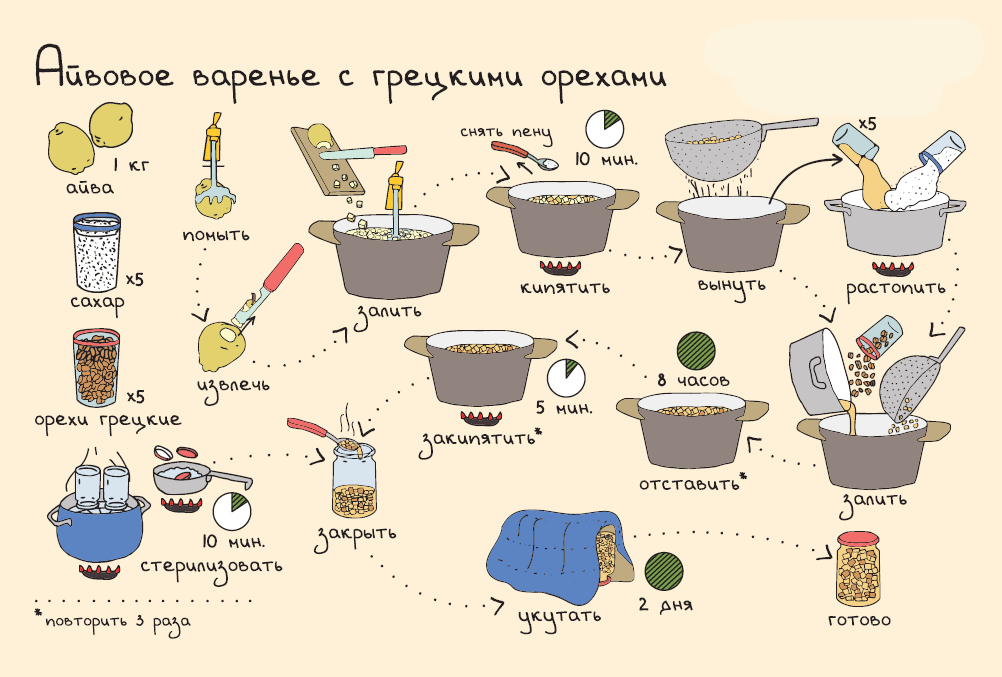 Айвовое варенье с грецкими орехами
1 кг
айва
x5
сахар
x5
орехи грецкие
помыть
извлечь
залить
снять пену
10 мин.
кипятить
вынуть
x5
растопить
залить
8 часов
отставить*
5 мин.
закипятить*
10 мин.
стерилизовать
закрыть
укутать
2 дня
готово
*повторить 3 раза